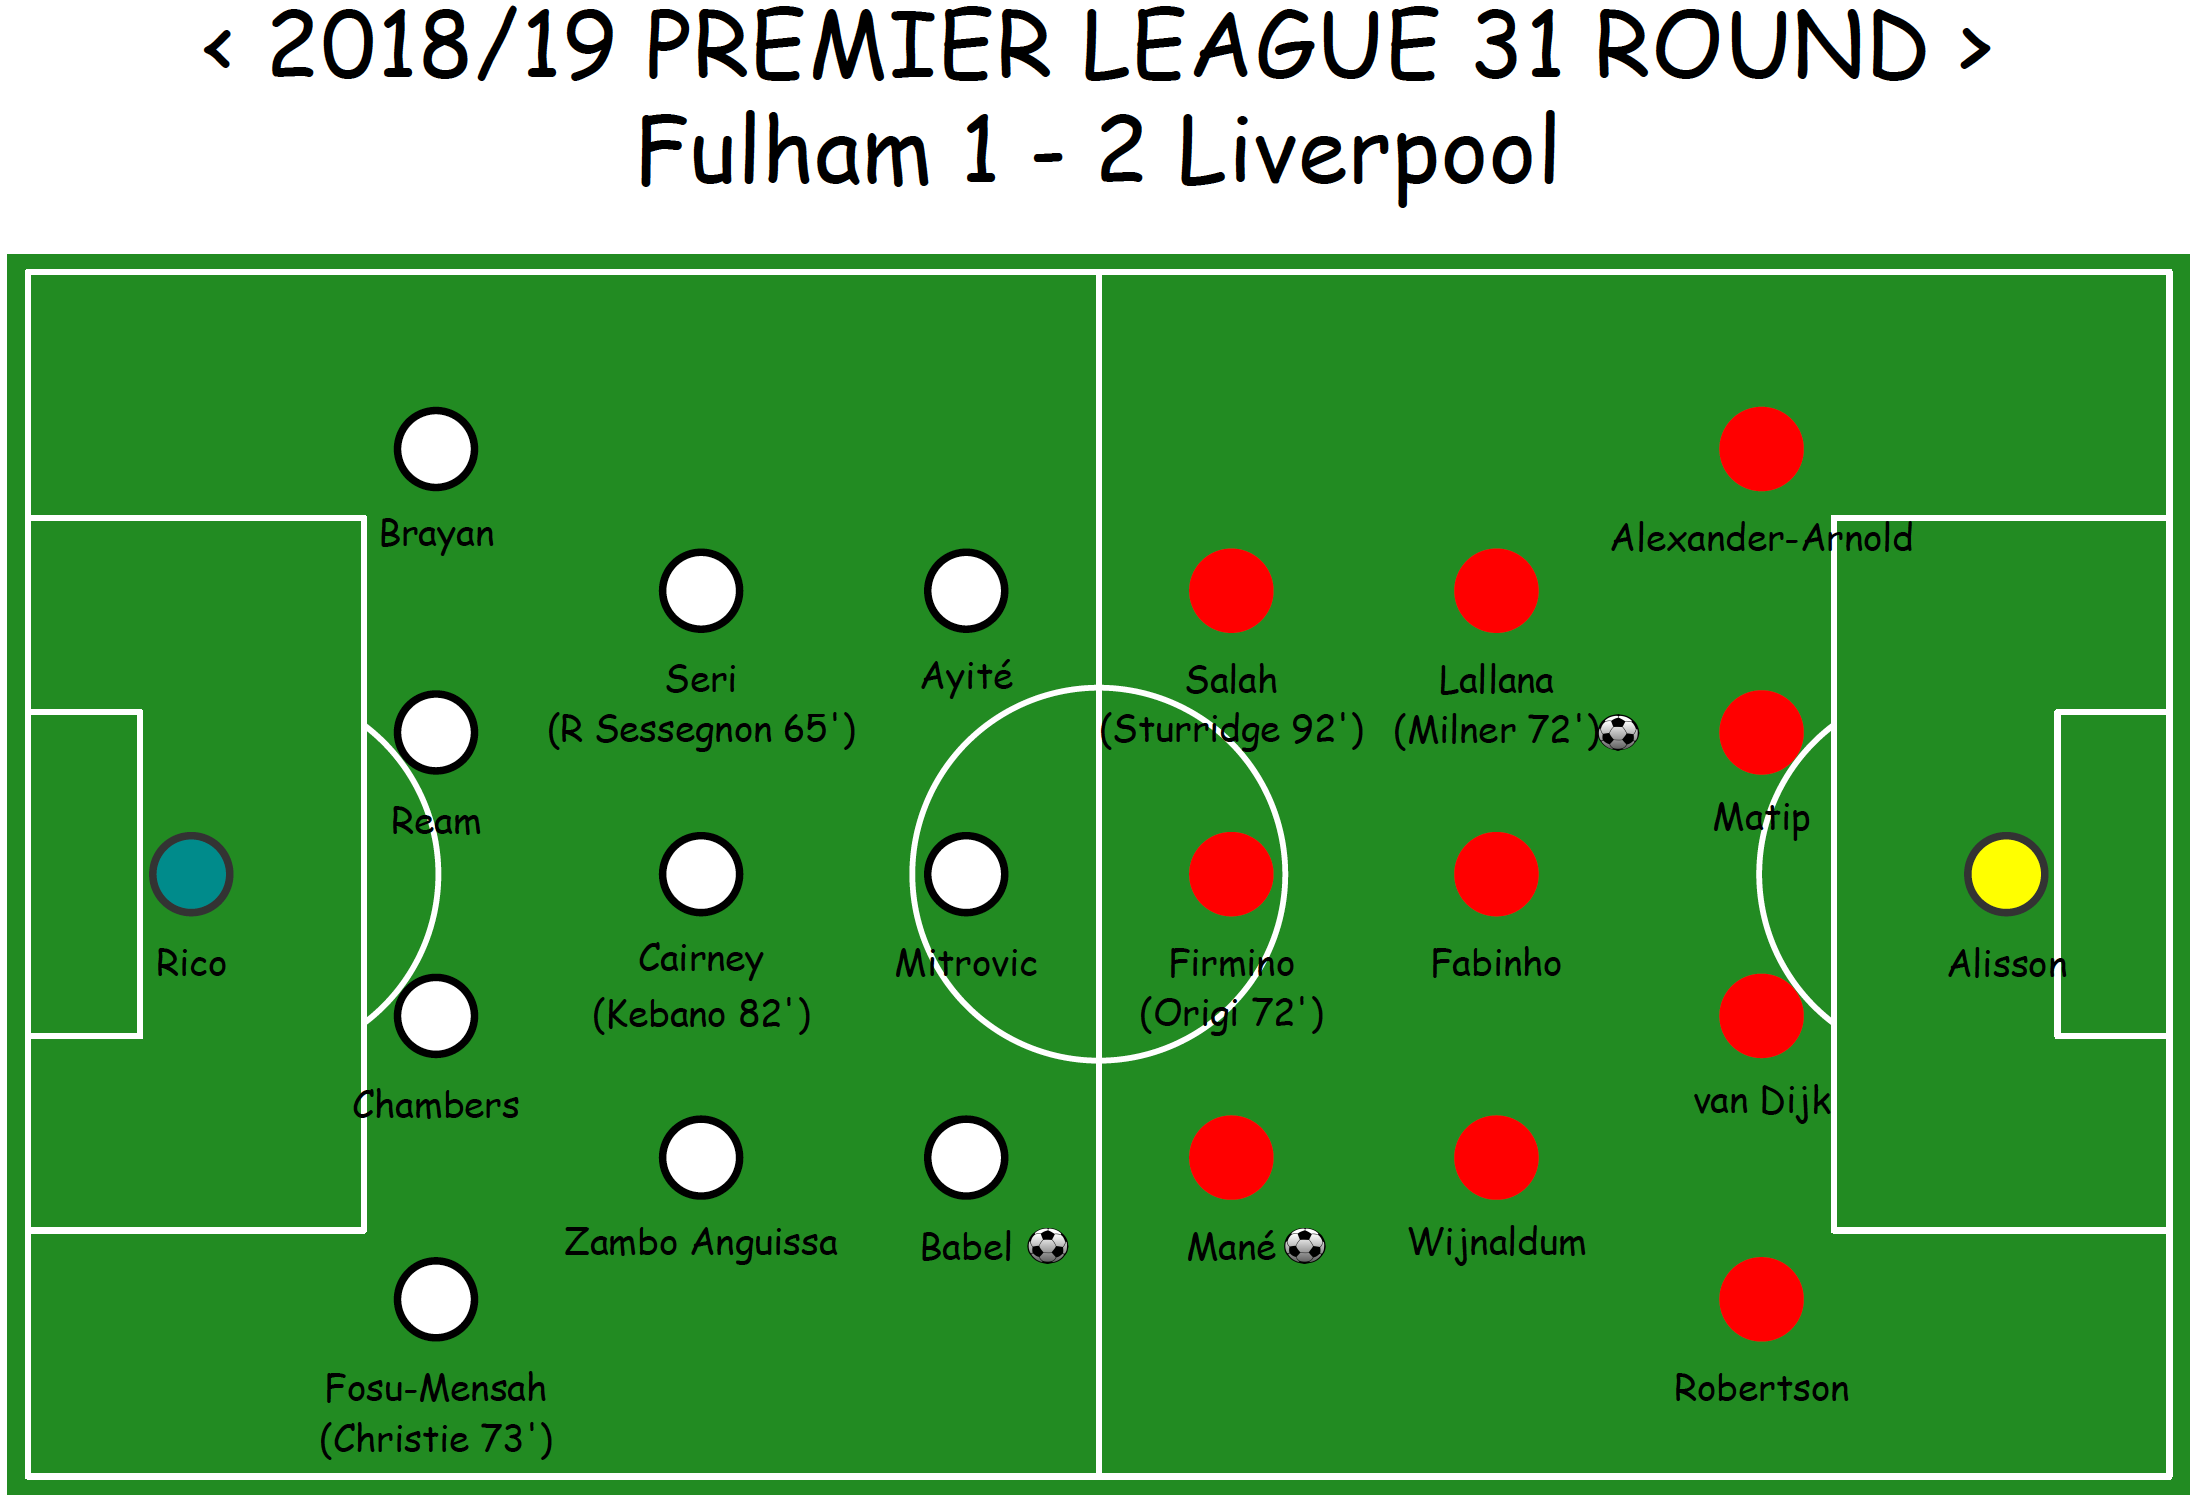 < 2018/19 PREMIER LEAGUE 31 ROUND >
Fulham 1 - 2 Liverpool
Brayan
Alexander-Arnold
Seri
(R Sessegnon 65')
Ayité
Salah
(Sturridge 92')
Lallana
(Milner 72')
Ream
Matip
Rico
Cairney
(Kebano 82')
Mitrovic
Firmino
(Origi 72')
Fabinho
Alisson
Chambers
van Dijk
Zambo Anguissa
Babel
Mané
Wijnaldum
Fosu-Mensah
(Christie 73')
Robertson